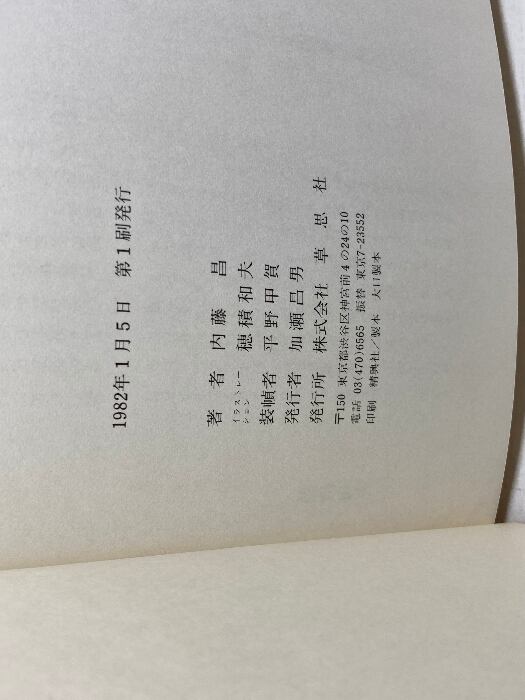 1982年1月5日　第1刷発行
著者　内藤　昌
イラストレーション　穂積和夫
装幀者　平野甲賀
発行者　加瀬昌男
発行所　株式会社　草思社
〒150　東京都渋谷区神宮前4の24の10
電話　03(470)6565　振替　東京7-23552
印刷　精興社／製本　大口製本